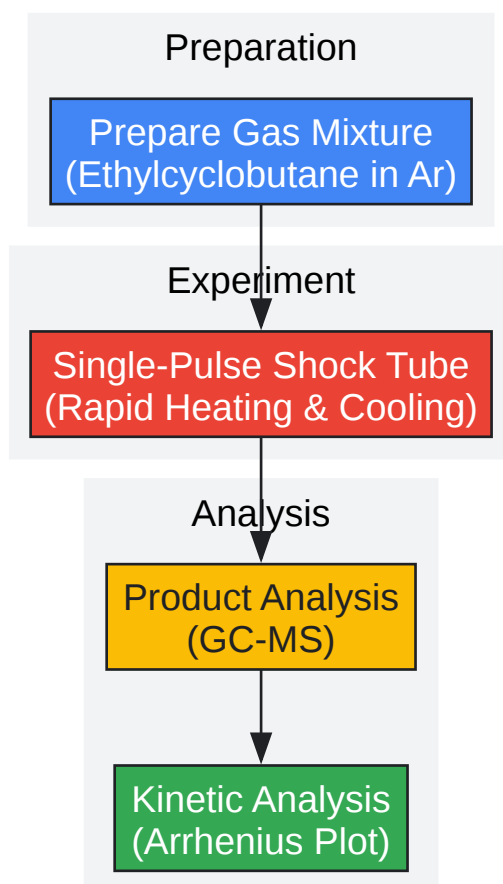 Preparation
Prepare Gas Mixture
(Ethylcyclobutane in Ar)
Experiment
Single-Pulse Shock Tube
(Rapid Heating & Cooling)
Analysis
Product Analysis
(GC-MS)
Kinetic Analysis
(Arrhenius Plot)